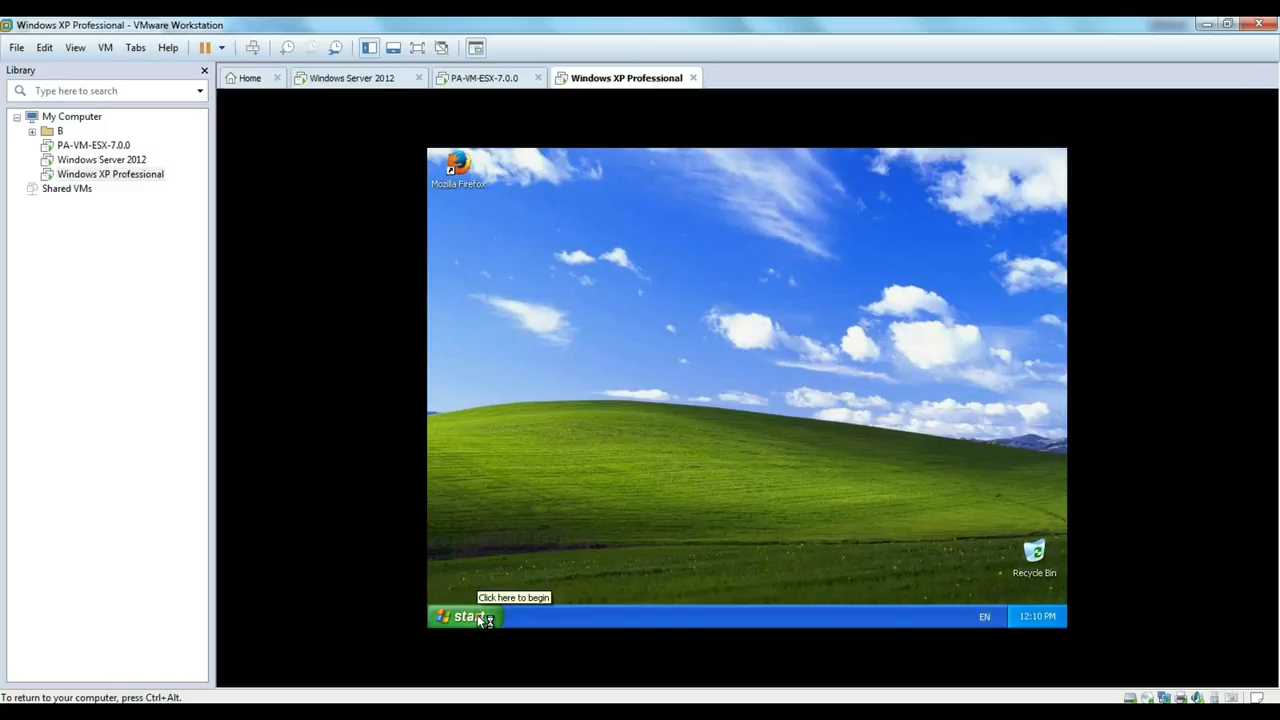 Windows XP Professional - VMware Workstation
File Edit View VM Tabs Help
Library
Type here to search
My Computer
B
PA-VM-ESX-7.0.0
Windows Server 2012
Windows XP Professional
Shared VMs
Home Windows Server 2012 PA-VM-ESX-7.0.0 Windows XP Professional
Mozilla Firefox
Recycle Bin
Click here to begin
start EN 12:10 PM
To return to your computer, press Ctrl+Alt.